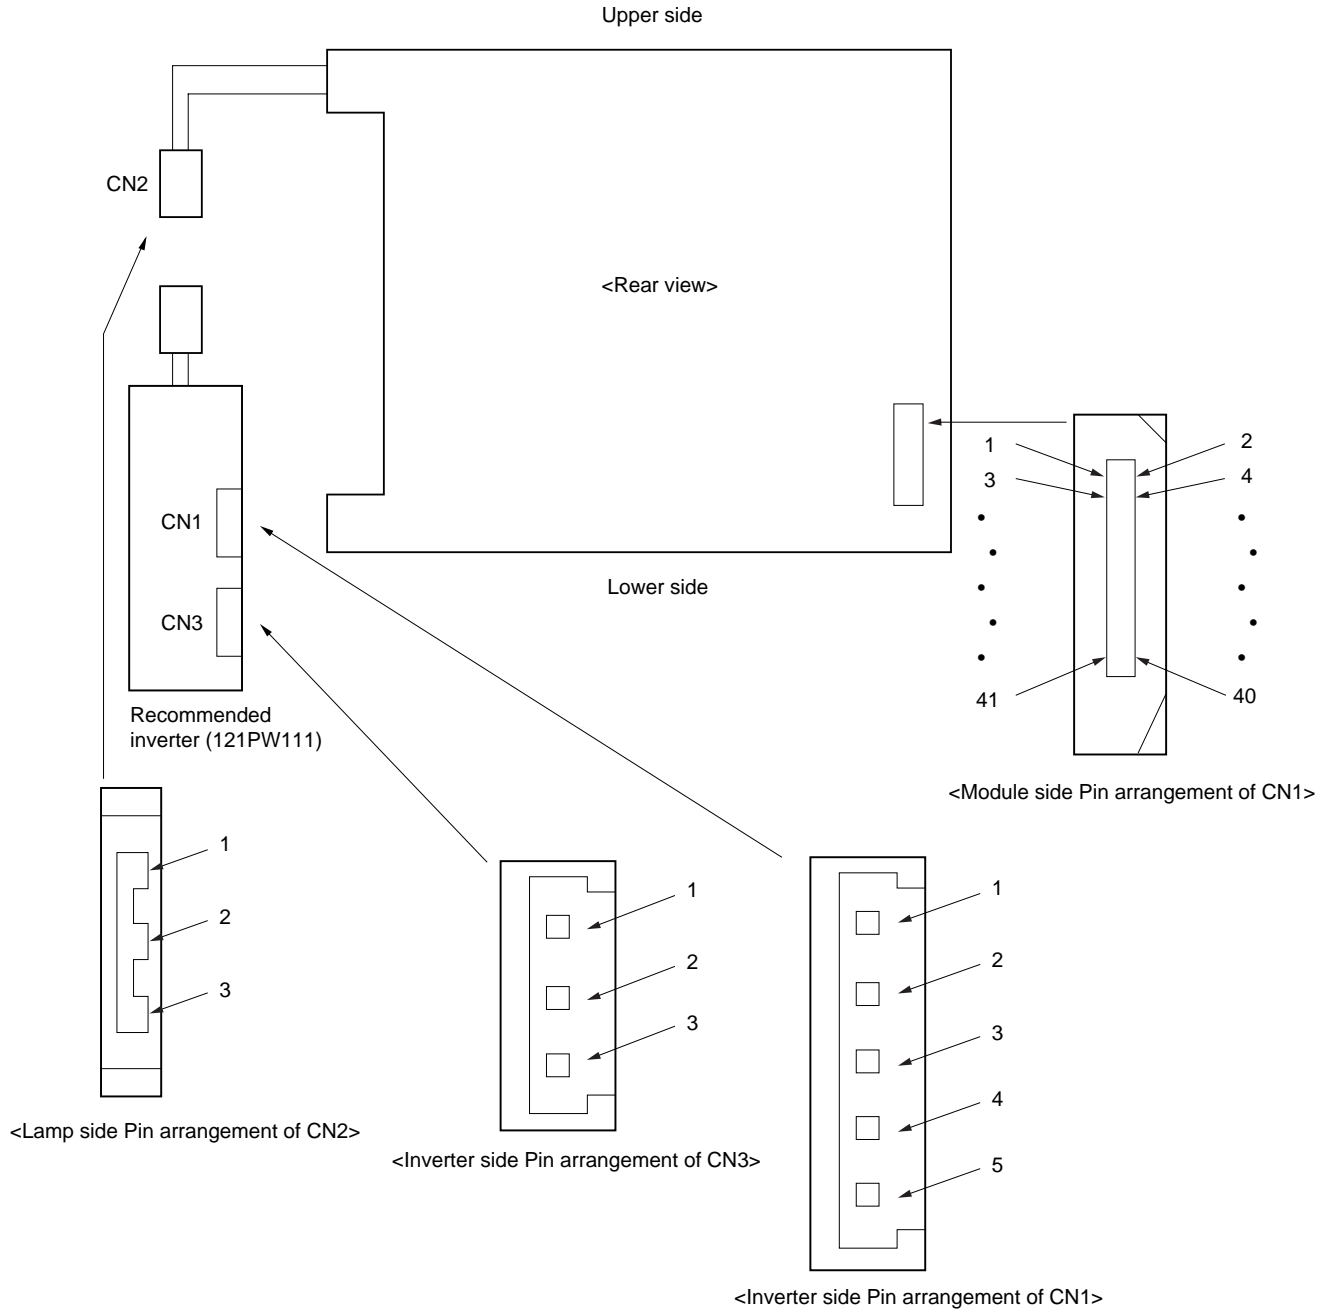 Upper side
CN2
<Rear view>
1
2
3
4
CN1
Lower side
CN3
41
40
Recommended
inverter (121PW111)
<Module side Pin arrangement of CN1>
1
2
3
<Lamp side Pin arrangement of CN2>
1
2
3
<Inverter side Pin arrangement of CN3>
1
2
3
4
5
<Inverter side Pin arrangement of CN1>